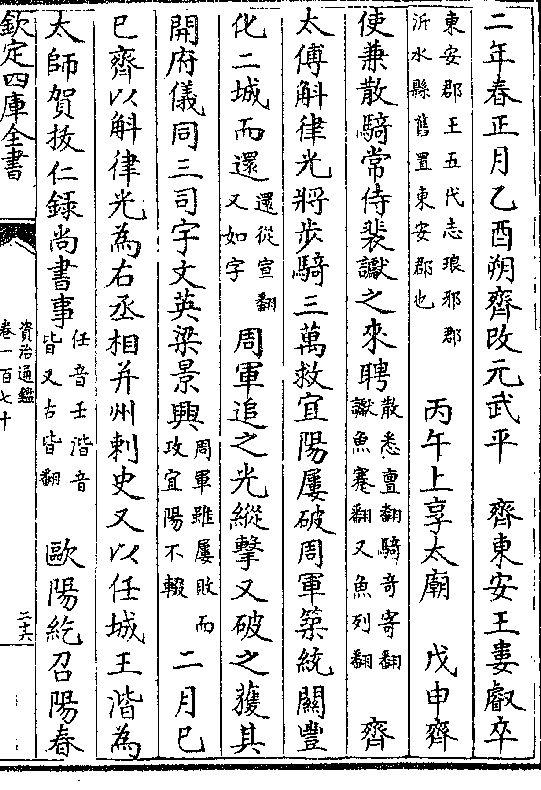 二年春正月乙酉朔齊改元武平　齊東安王婁叡卒
東安郡王五代志琅邪郡
沂水縣舊置東安郡也
丙午上享太廟　戊申齊
使兼散騎常侍裴讞之來聘
散悉亶翻騎奇寄翻
讞魚蹇翻又魚列翻
齊
太傅斛律光將步騎三萬救宜陽屢破周軍築統關豐
化二城而還
還從宣翻
又如字
周軍追之光縱擊又破之獲其
開府儀同三司宇文英梁景興
周軍雖屢敗而
攻宜陽不輟
二月己
巳齊以斛律光為右丞相并州刺史又以任城王湝為
太師賀拔仁録尚書事
任音壬湝音
皆又古皆翻
歐陽紇召陽春
欽定四庫全書
資治通鑑
卷一百七十
二十六